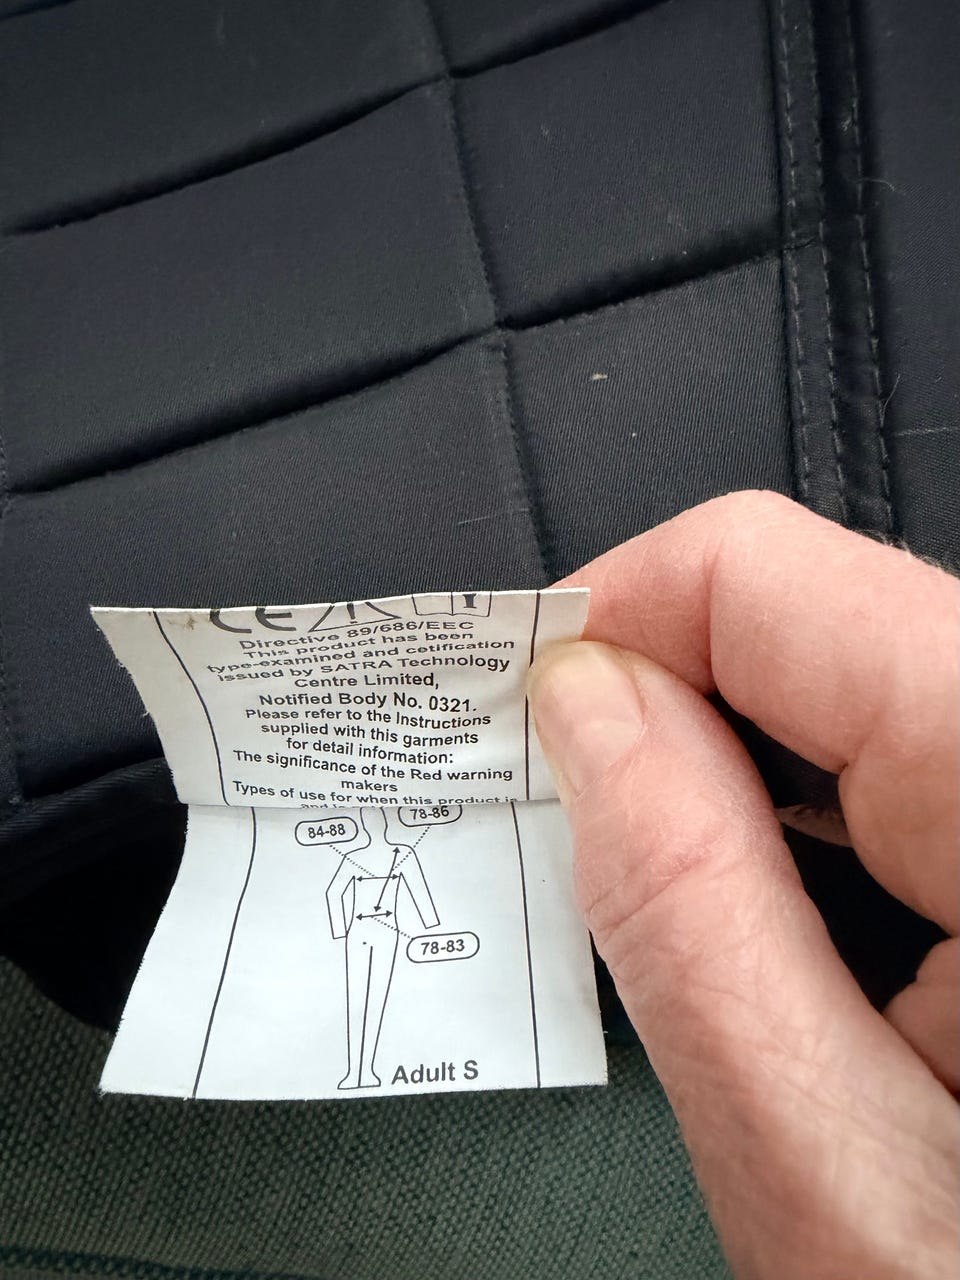 CE
Directive 89/686/EEC
This product has been
type-examined and cetification
issued by SATRA Technology
Centre Limited,
Notified Body No. 0321.
Please refer to the Instructions
supplied with this garments
for detail information:
The significance of the Red warning
makers
Types of use for when this product is
84-88
78-86
78-83
Adult S